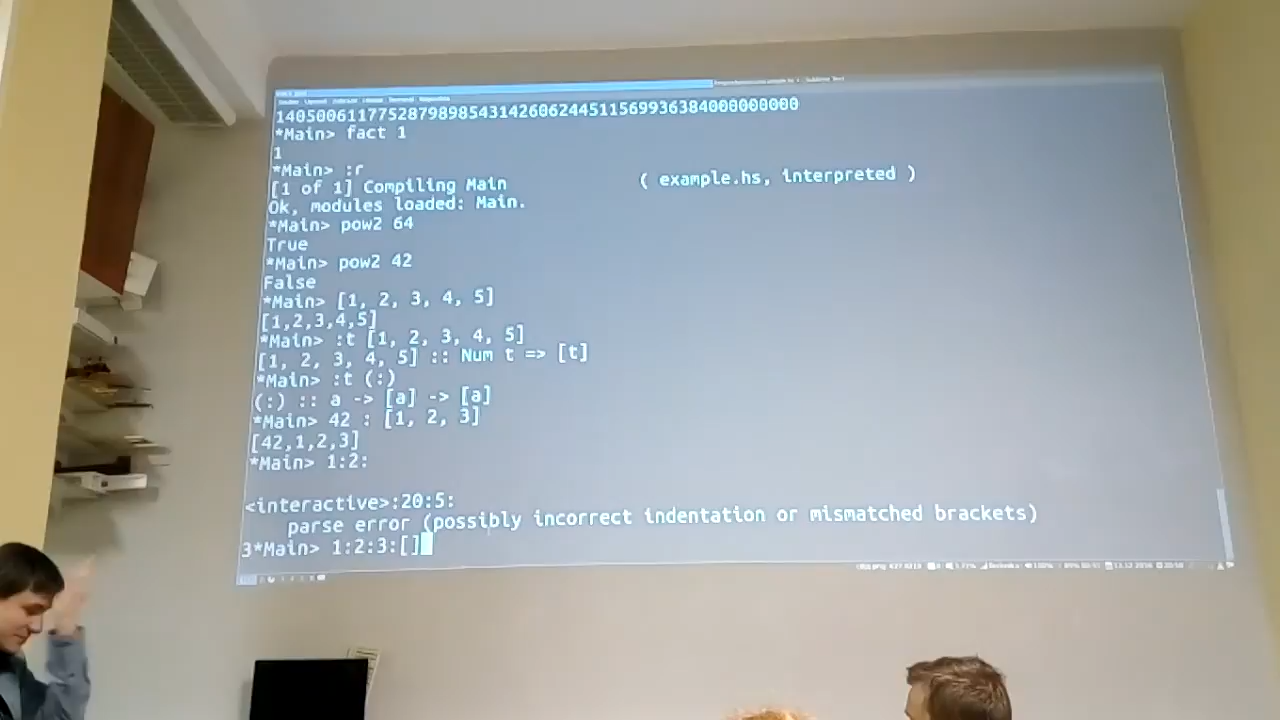 14050061177528798985431426062445115699363840000000000
*Main> fact 1
1
*Main> :r
[1 of 1] Compiling Main ( example.hs, interpreted )
Ok, modules loaded: Main.
*Main> pow2 64
True
*Main> pow2 42
False
*Main> [1, 2, 3, 4, 5]
[1,2,3,4,5]
*Main> :t [1, 2, 3, 4, 5]
[1, 2, 3, 4, 5] :: Num t => [t]
*Main> :t (:)
(:) :: a -> [a] -> [a]
*Main> 42 : [1, 2, 3]
[42,1,2,3]
*Main> 1:2:
<interactive>:20:5:
parse error (possibly incorrect indentation or mismatched brackets)
3*Main> 1:2:3:[]